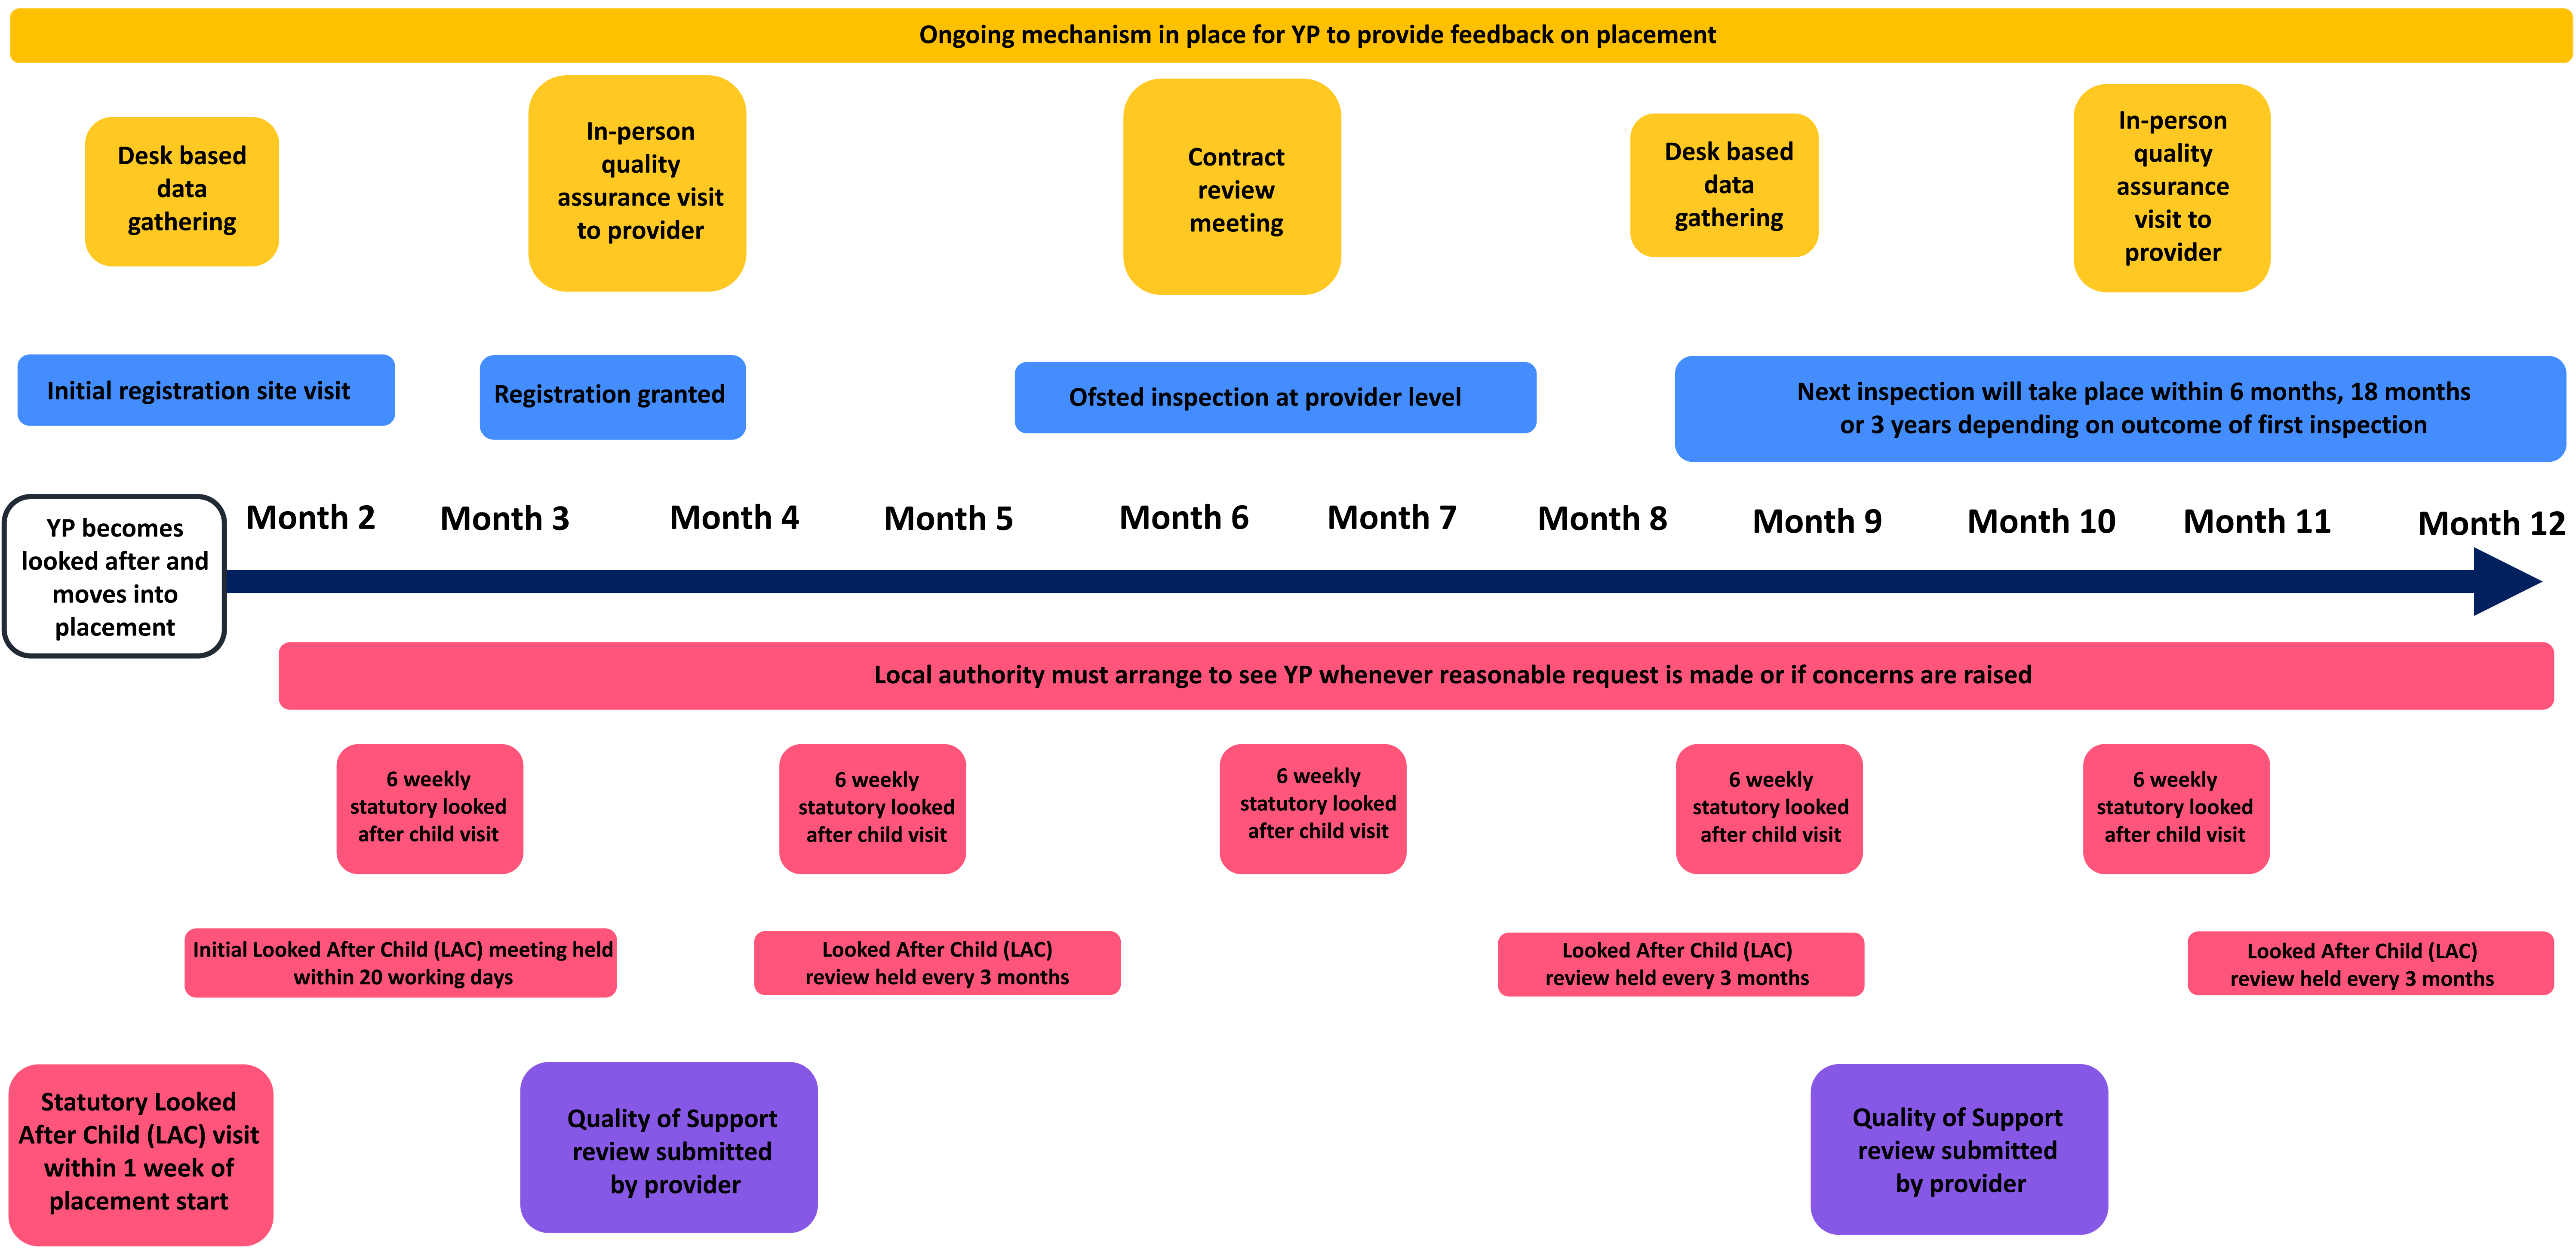 Ongoing mechanism in place for YP to provide feedback on placement
Desk based
data
gathering
In-person
quality
assurance visit
to provider
Contract
review
meeting
Desk based
data
gathering
In-person
quality
assurance
visit to
provider
Initial registration site visit
Registration granted
Ofsted inspection at provider level
Next inspection will take place within 6 months, 18 months
or 3 years depending on outcome of first inspection
YP becomes
looked after and
moves into
placement
Month 2
Month 3
Month 4
Month 5
Month 6
Month 7
Month 8
Month 9
Month 10
Month 11
Month 12
Local authority must arrange to see YP whenever reasonable request is made or if concerns are raised
6 weekly
statutory looked
after child visit
6 weekly
statutory looked
after child visit
6 weekly
statutory looked
after child visit
6 weekly
statutory looked
after child visit
6 weekly
statutory looked
after child visit
Initial Looked After Child (LAC) meeting held
within 20 working days
Looked After Child (LAC)
review held every 3 months
Looked After Child (LAC)
review held every 3 months
Looked After Child (LAC)
review held every 3 months
Statutory Looked
After Child (LAC) visit
within 1 week of
placement start
Quality of Support
review submitted
by provider
Quality of Support
review submitted
by provider